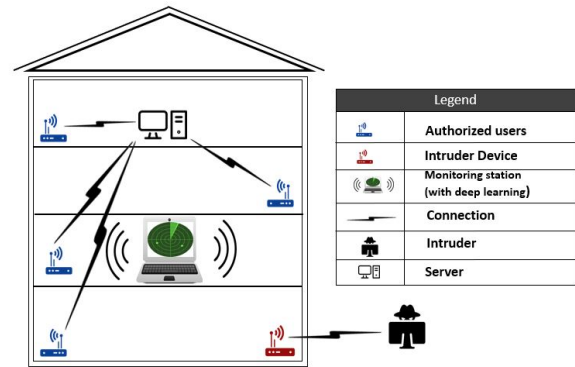 Legend
Authorized users
Intruder Device
Monitoring station
(with deep learning)
Connection
Intruder
Server